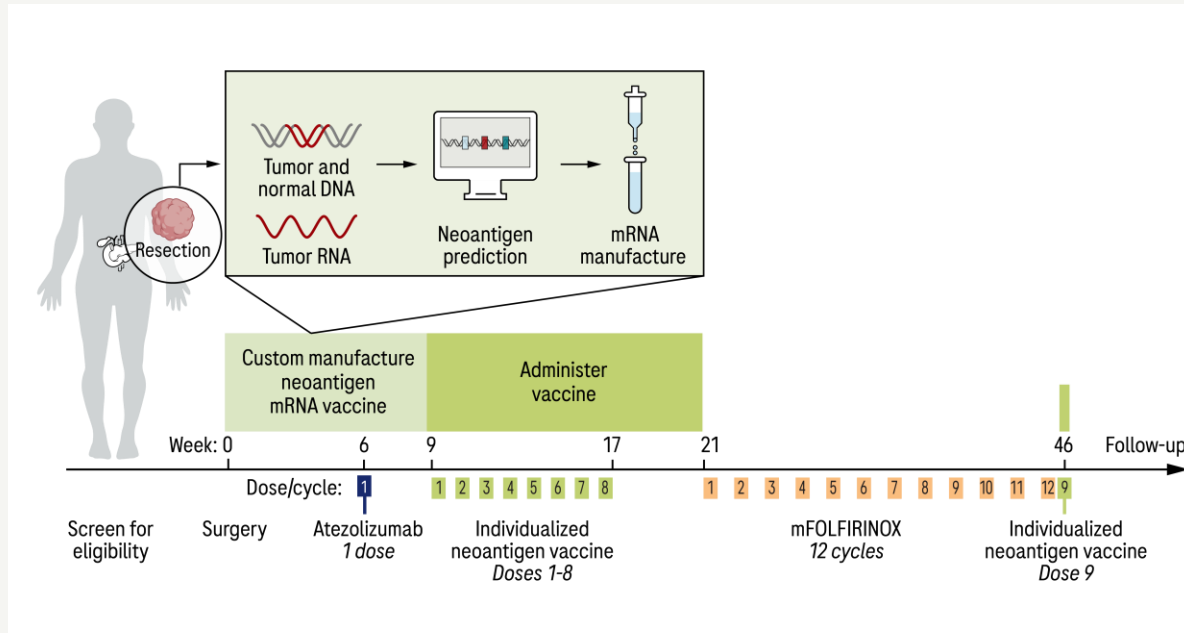 Resection
Tumor and
normal DNA
Tumor RNA
Neoantigen
prediction
mRNA
manufacture
Custom manufacture
neoantigen
mRNA vaccine
Administer
vaccine
Week: 0 6 9 17 21 46 Follow-up
Dose/cycle: 1 1 2 3 4 5 6 7 8 1 2 3 4 5 6 7 8 9 10 11 12 9
Screen for
eligibility
Surgery
Atezolizumab
1 dose
Individualized
neoantigen vaccine
Doses 1-8
mFOLFIRINOX
12 cycles
Individualized
neoantigen vaccine
Dose 9